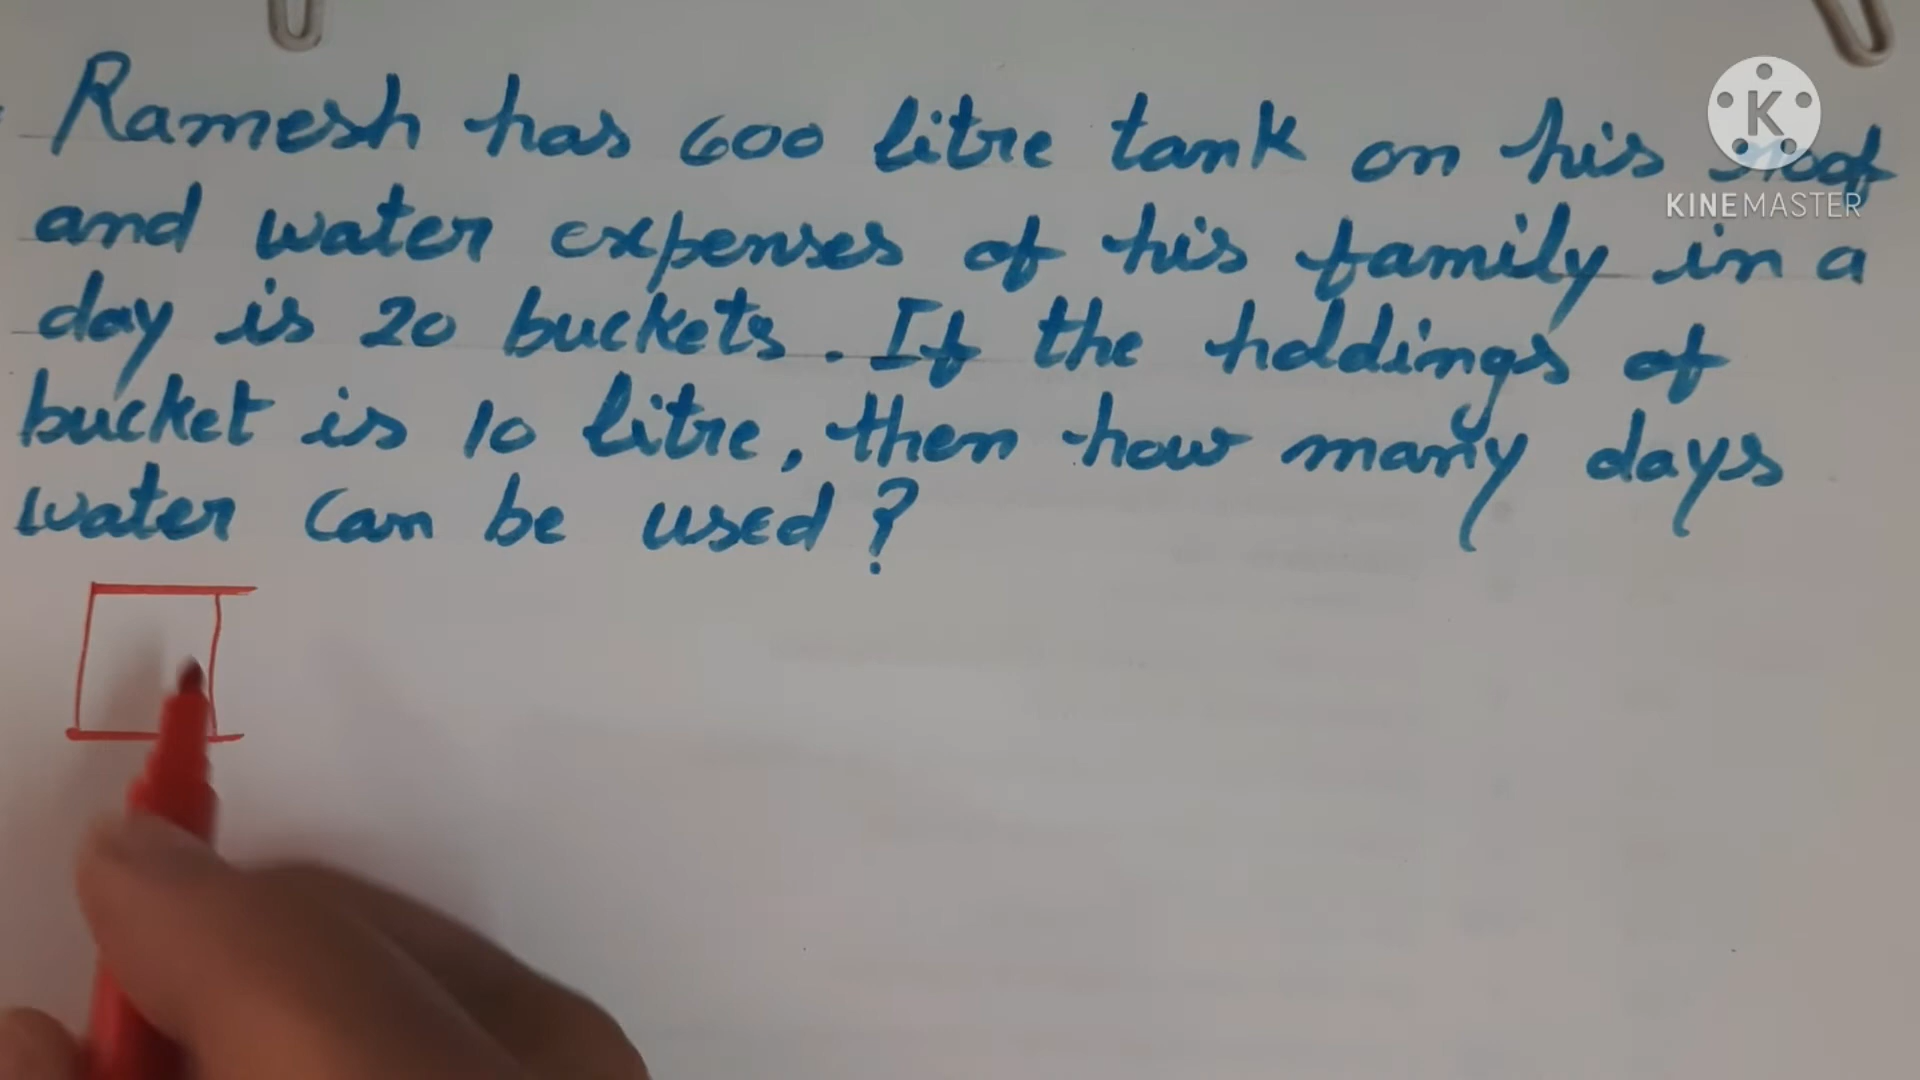 Ramesh has 600 litre tank on his roof
and water expenses of his family in a
day is 20 buckets. If the holdings of
bucket is 10 litre, then how many days
water can be used?
K
KINEMASTER